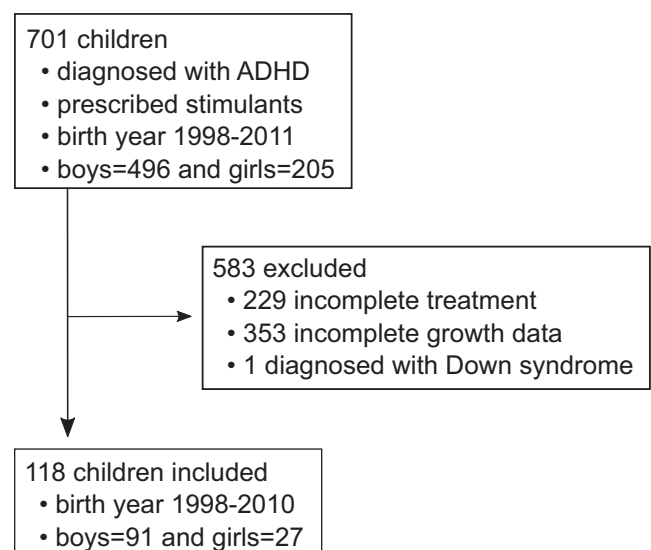 701 children
• diagnosed with ADHD
• prescribed stimulants
• birth year 1998-2011
• boys=496 and girls=205
583 excluded
• 229 incomplete treatment
• 353 incomplete growth data
• 1 diagnosed with Down syndrome
118 children included
• birth year 1998-2010
• boys=91 and girls=27